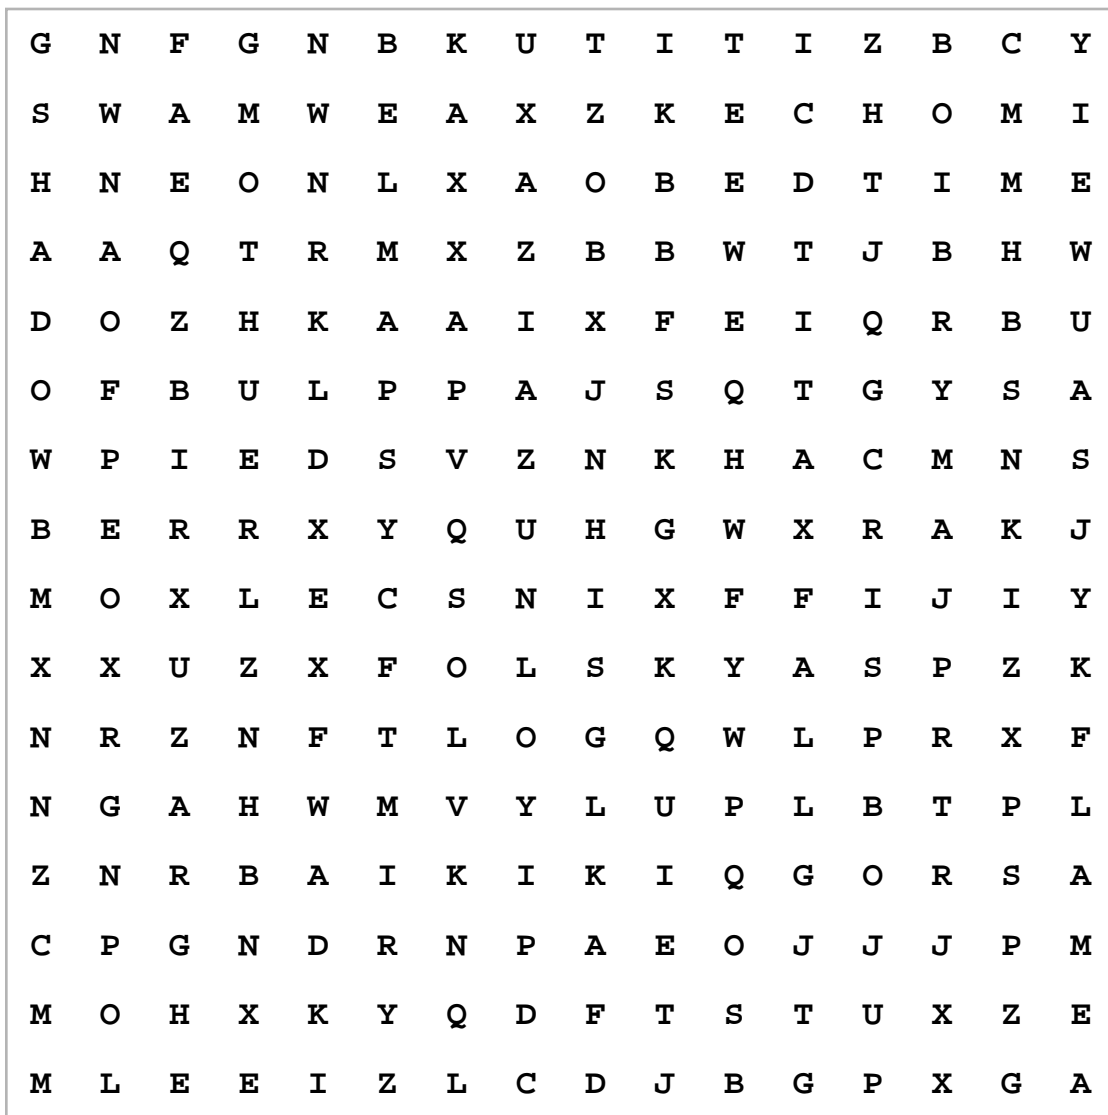 G N F G N B K U T I T I Z B C Y
S W A M W E A X Z K E C H O M I
H N E O N L X A O B E D T I M E
A A Q T R M X Z B B W T J B H W
D O Z H K A A I X F E I Q R B U
O F B U L P P A J S Q T G Y S A
W P I E D S V Z N K H A C M N S
B E R R X Y Q U H G W X R A K J
M O X L E C S N I X F F I J I Y
X X U Z X F O L S K Y A S P Z K
N R Z N F T L O G Q W L P R X F
N G A H W M V Y L U P L B T P L
Z N R B A I K I K I Q G O R S A
C P G N D R N P A E O J J J P M
M O H X K Y Q D F T S T U X Z E
M L E E I Z L C D J B G P X G A